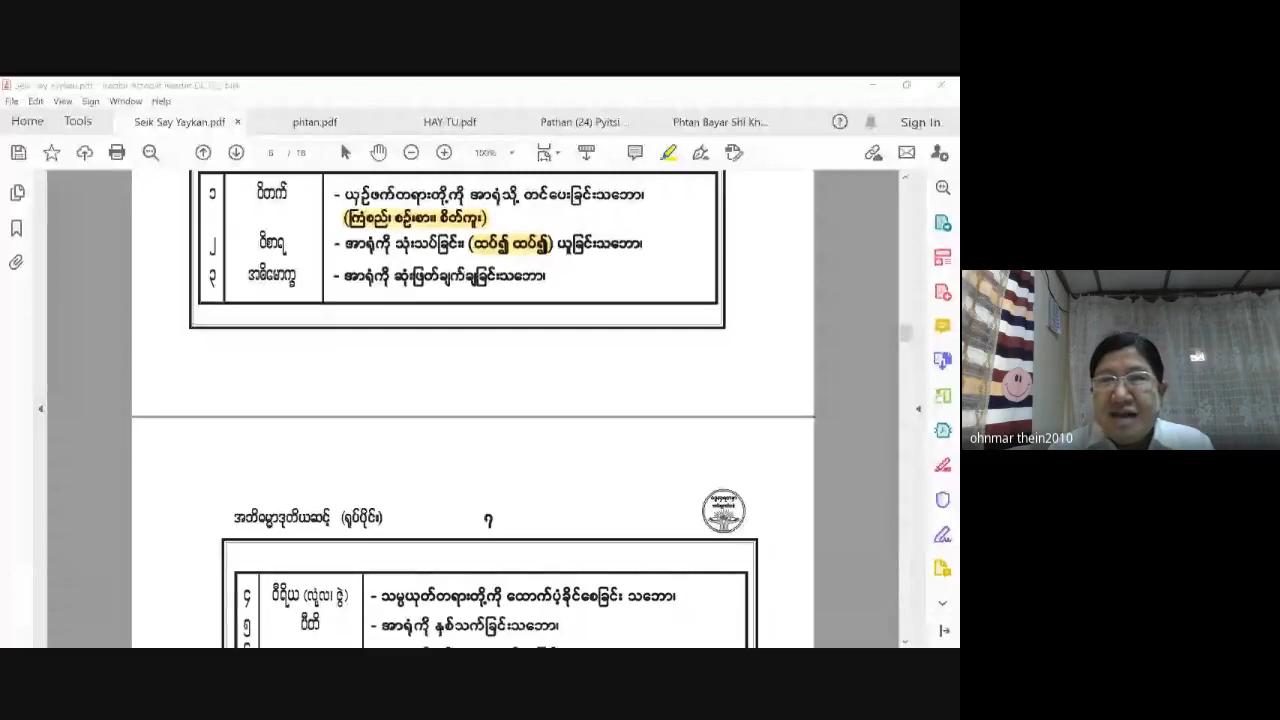 File Edit View Sign Window Help
Home Tools Seik Say Yaykan.pdf × phtan.pdf HAY TU.pdf Pathan (24) Pyitsi ... Phtan Bayar Shi Kh... Sign In
6 / 18 100%
၁ ဝိတက် - ယှဉ်ဖက်တရားတို့ကို အာရုံသို့ တင်ပေးခြင်းသဘော၊
(ကြံစည်၊ စဉ်းစား၊ စိတ်ကူး)
၂ ဝိစာရ - အာရုံကို သုံးသပ်ခြင်း၊ (ထပ်၍ ထပ်၍) ယူခြင်းသဘော၊
၃ အဓိမောက္ခ - အာရုံကို ဆုံးဖြတ်ချက်ချခြင်းသဘော၊
အဘိဓမ္မာဒုတိယဆင့် (ရုပ်ပိုင်း) ၇
၄ ဝီရိယ (လုံ့လ၊ ဇွဲ) - သမ္ပယုတ်တရားတို့ကို ထောက်ပံ့ခိုင်စေခြင်း သဘော၊
၅ ပီတိ - အာရုံကို နှစ်သက်ခြင်းသဘော၊
ohnmar thein2010